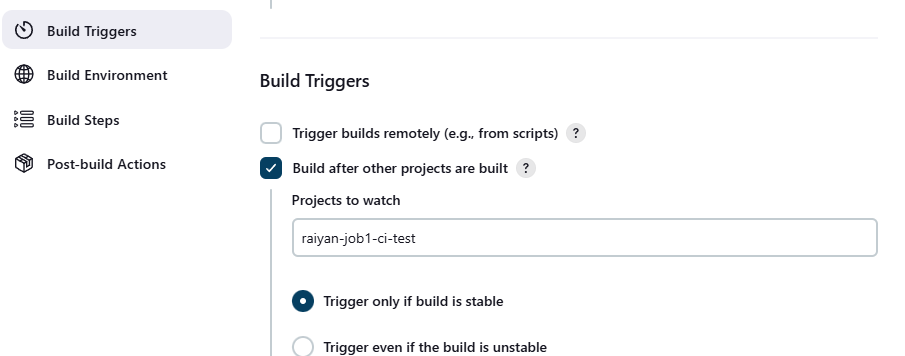 Build Triggers
Build Environment
Build Steps
Post-build Actions
Build Triggers
Trigger builds remotely (e.g., from scripts) ?
Build after other projects are built ?
Projects to watch
raiyan-job1-ci-test
Trigger only if build is stable
Trigger even if the build is unstable